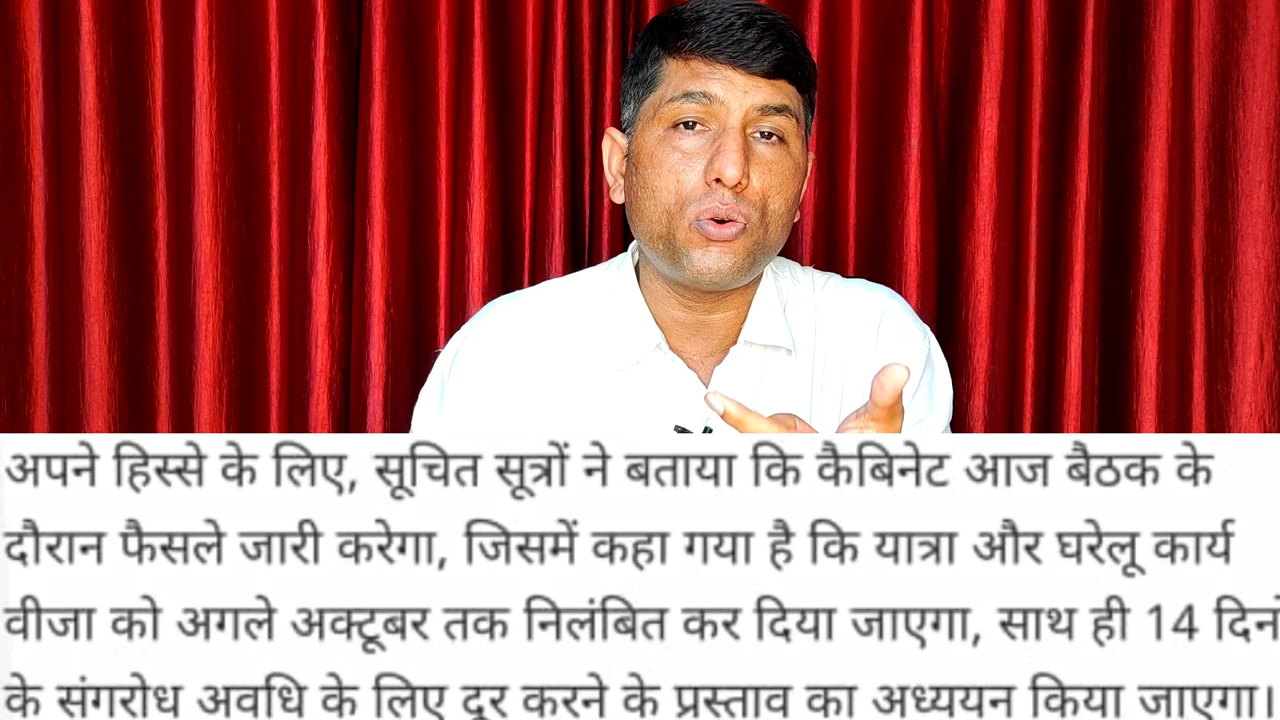 अपने हिस्से के लिए, सूचित सूत्रों ने बताया कि कैबिनेट आज बैठक के
दौरान फैसले जारी करेगा, जिसमें कहा गया है कि यात्रा और घरेलू कार्य
वीजा को अगले अक्टूबर तक निलंबित कर दिया जाएगा, साथ ही 14 दिनों
के संगरोध अवधि के लिए दूर करने के प्रस्ताव का अध्ययन किया जाएगा।